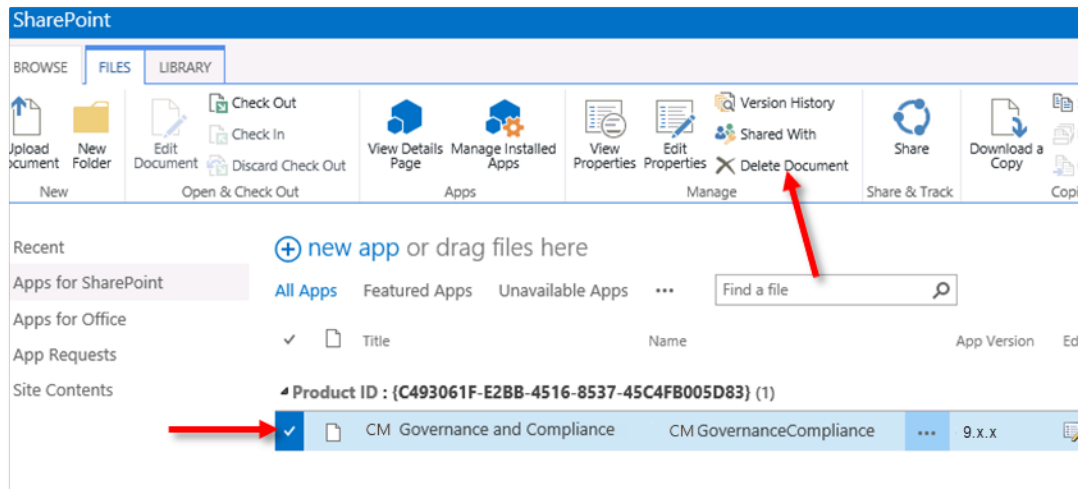 SharePoint
BROWSE FILES LIBRARY
Check Out
Check In
Discard Check Out
Upload
ocument
New
Folder
Edit
Document
View Details
Page
Manage Installed
Apps
View
Properties
Edit
Properties
Version History
Shared With
Delete Document
Share
Download a
Copy
New
Open & Check Out
Apps
Manage
Share & Track
Copi
Recent
Apps for SharePoint
Apps for Office
App Requests
Site Contents
new app or drag files here
All Apps Featured Apps Unavailable Apps ••• Find a file
Title Name App Version Ed
Product ID : {C493061F-E2BB-4516-8537-45C4FB005D83} (1)
CM Governance and Compliance CM GovernanceCompliance ••• 9.x.x